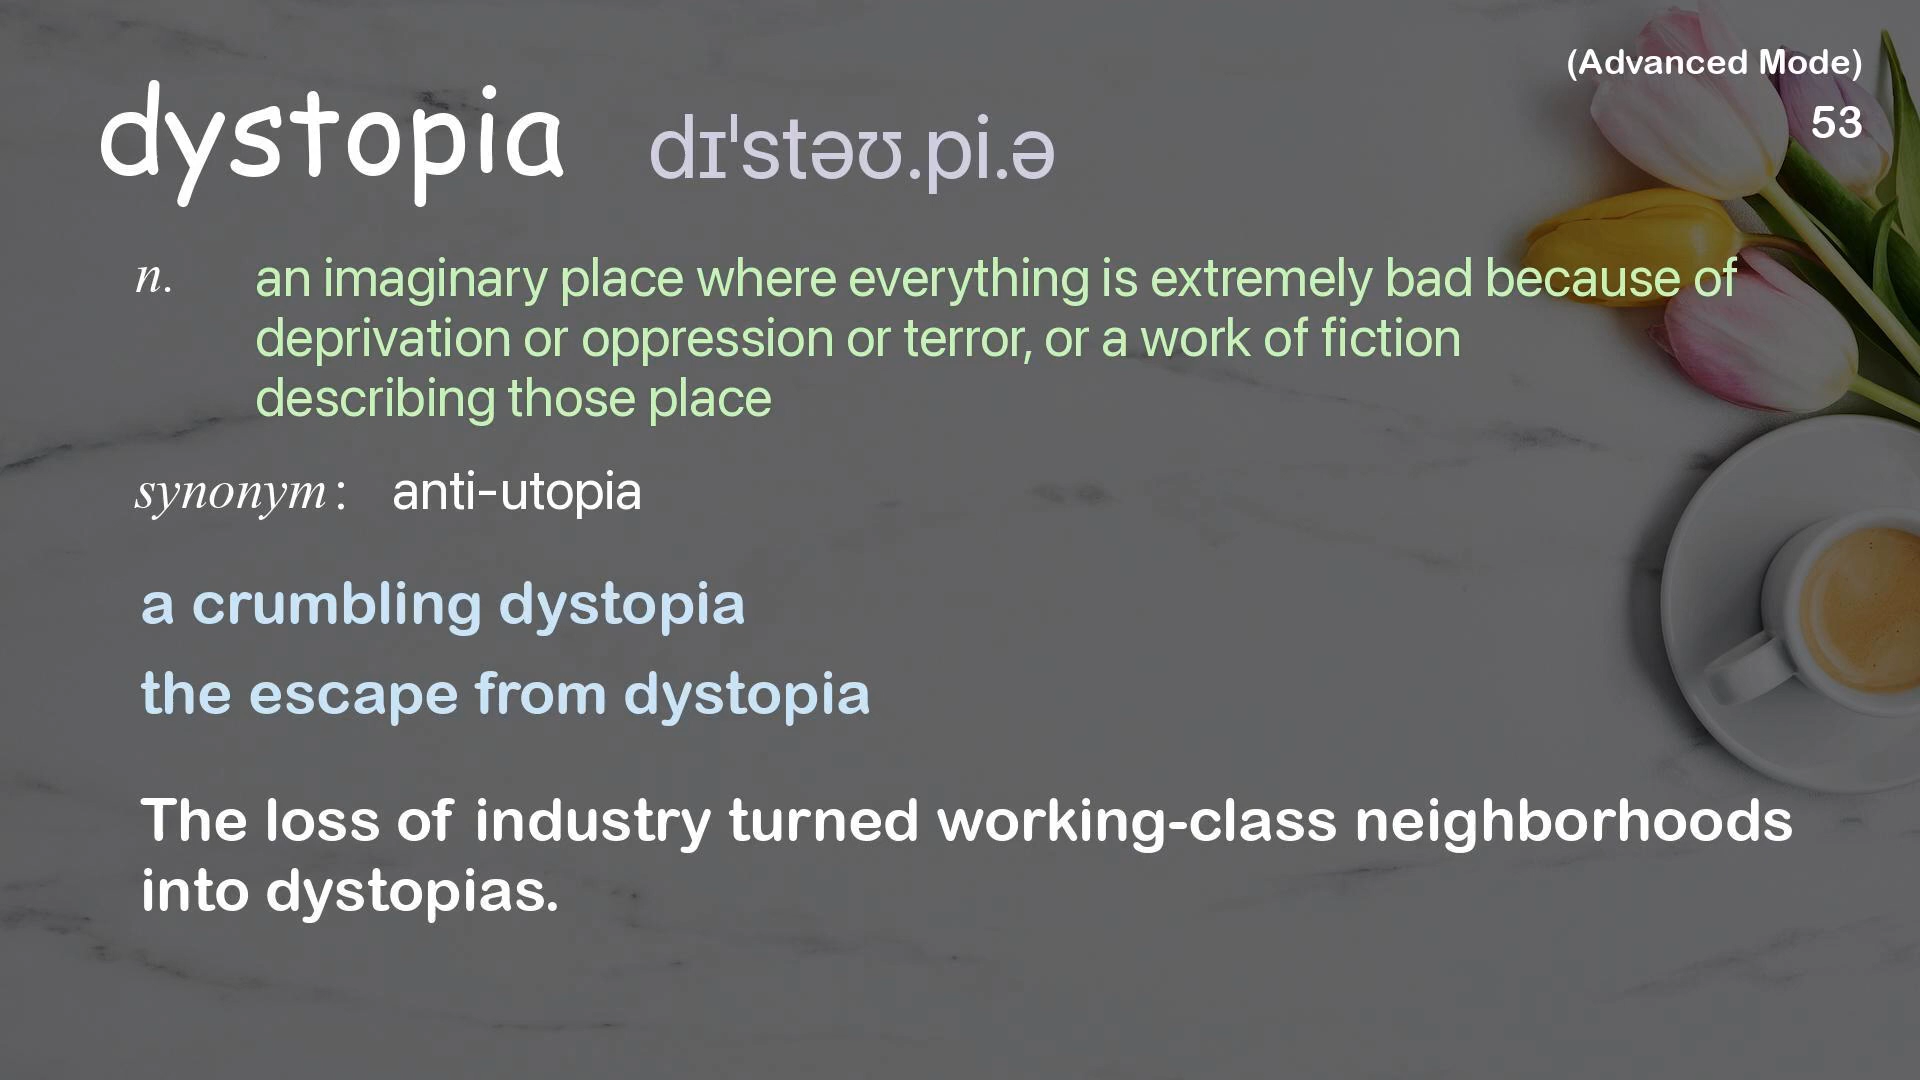 (Advanced Mode)
53
dystopia dɪˈstəʊ.pi.ə
n. an imaginary place where everything is extremely bad because of
deprivation or oppression or terror, or a work of fiction
describing those place
synonym: anti-utopia
a crumbling dystopia
the escape from dystopia
The loss of industry turned working-class neighborhoods
into dystopias.